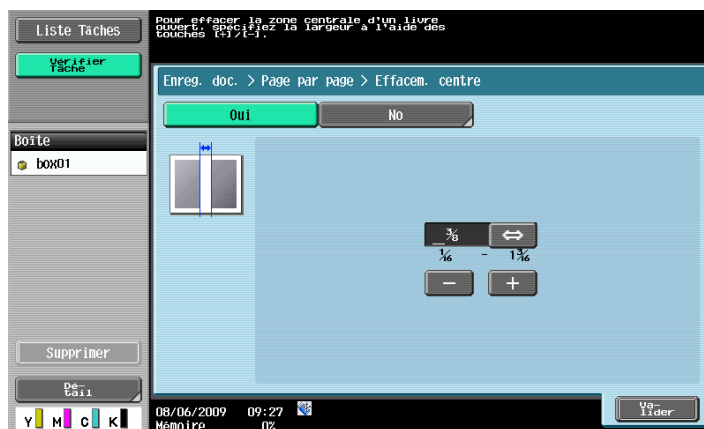 Liste Tâches
Vérifier
Tâche
Pour effacer la zone centrale d'un livre
ouvert, spécifiez la largeur à l'aide des
touches [+]/[-].
Enreg. doc. > Page par page > Effacem. centre
Oui
No
Boîte
box01
_⅜
⇔
1/16 - 1 3/16
− +
Supprimer
Dé-
tail
Y M C K
08/06/2009 09:27
Mémoire 0%
Va-
lider